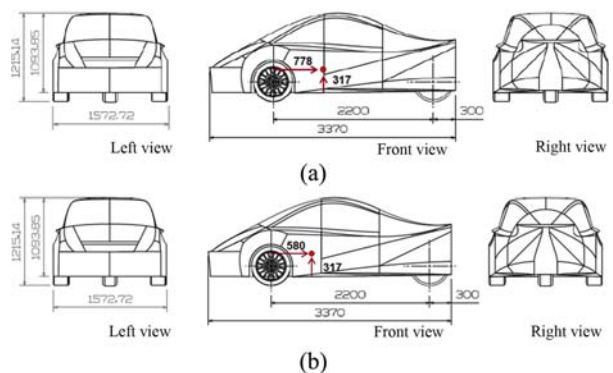 1215.14
1093.85
1572.72
Left view
778
317
2200
300
3370
Front view
Right view
(a)
1215.14
1093.85
1572.72
Left view
580
317
2200
300
3370
Front view
Right view
(b)